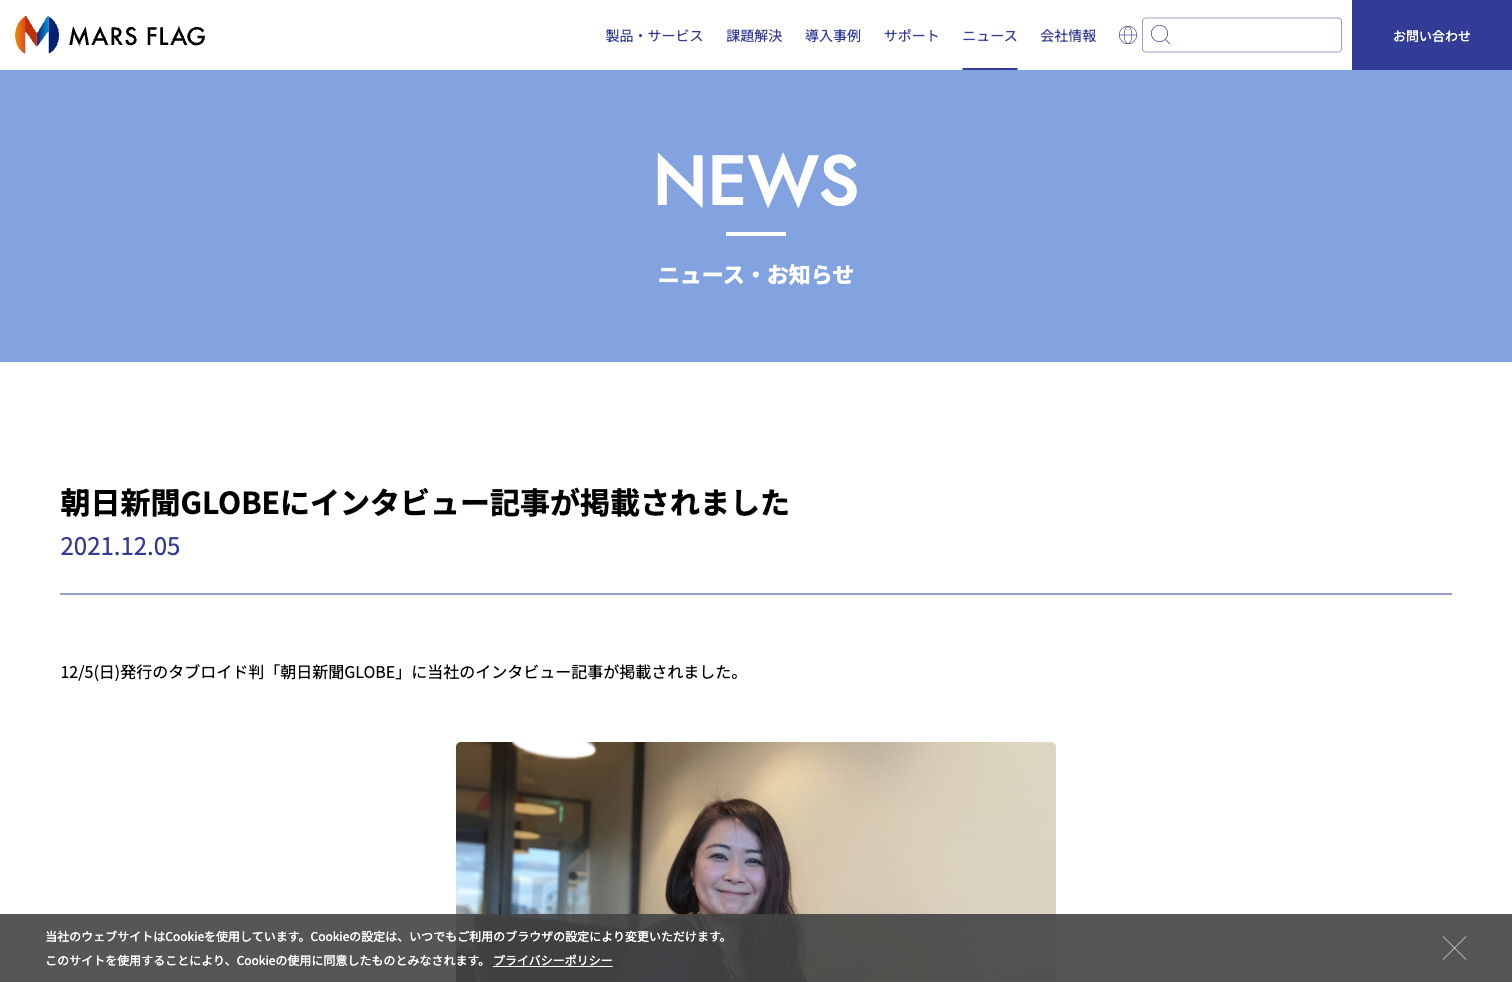 MARS FLAG
製品・サービス 課題解決 導入事例 サポート ニュース 会社情報 お問い合わせ
NEWS
ニュース・お知らせ
朝日新聞GLOBEにインタビュー記事が掲載されました
2021.12.05
12/5(日)発行のタブロイド判「朝日新聞GLOBE」に当社のインタビュー記事が掲載されました。
当社のウェブサイトはCookieを使用しています。Cookieの設定は、いつでもご利用のブラウザの設定により変更いただけます。
このサイトを使用することにより、Cookieの使用に同意したものとみなされます。 プライバシーポリシー